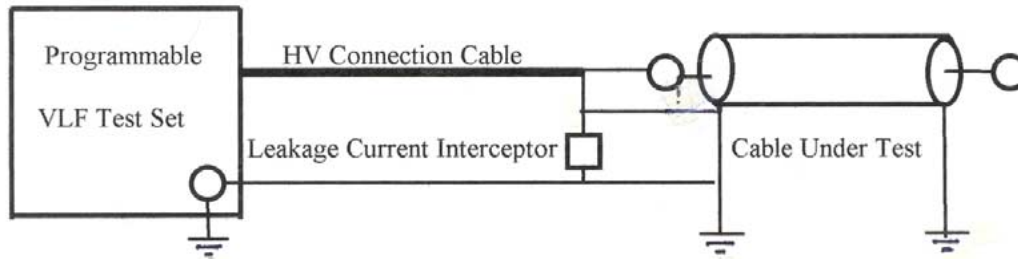 Programmable
HV Connection Cable
VLF Test Set
Leakage Current Interceptor
Cable Under Test